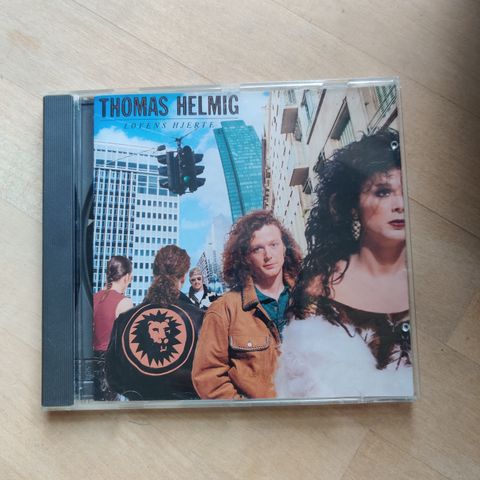 THOMAS HELMIG
LØVENS HJERTE